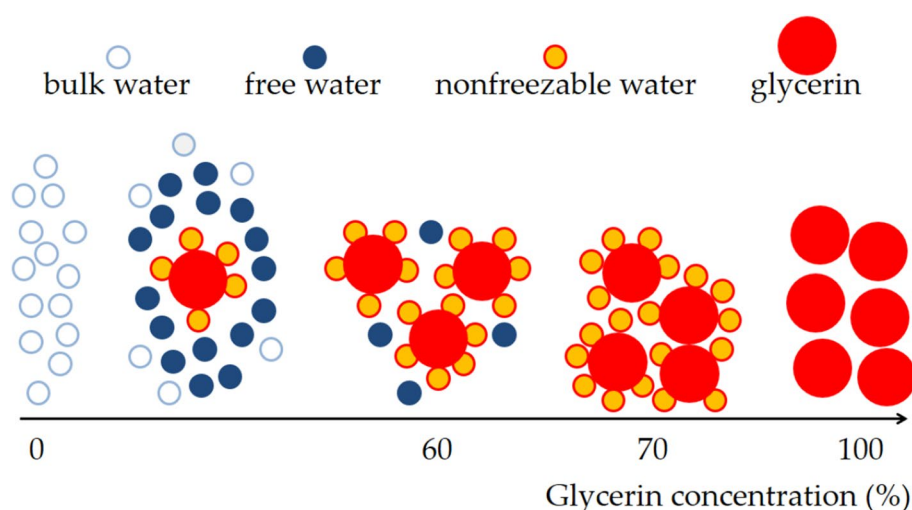 bulk water free water nonfreezable water glycerin
0 60 70 100
Glycerin concentration (%)